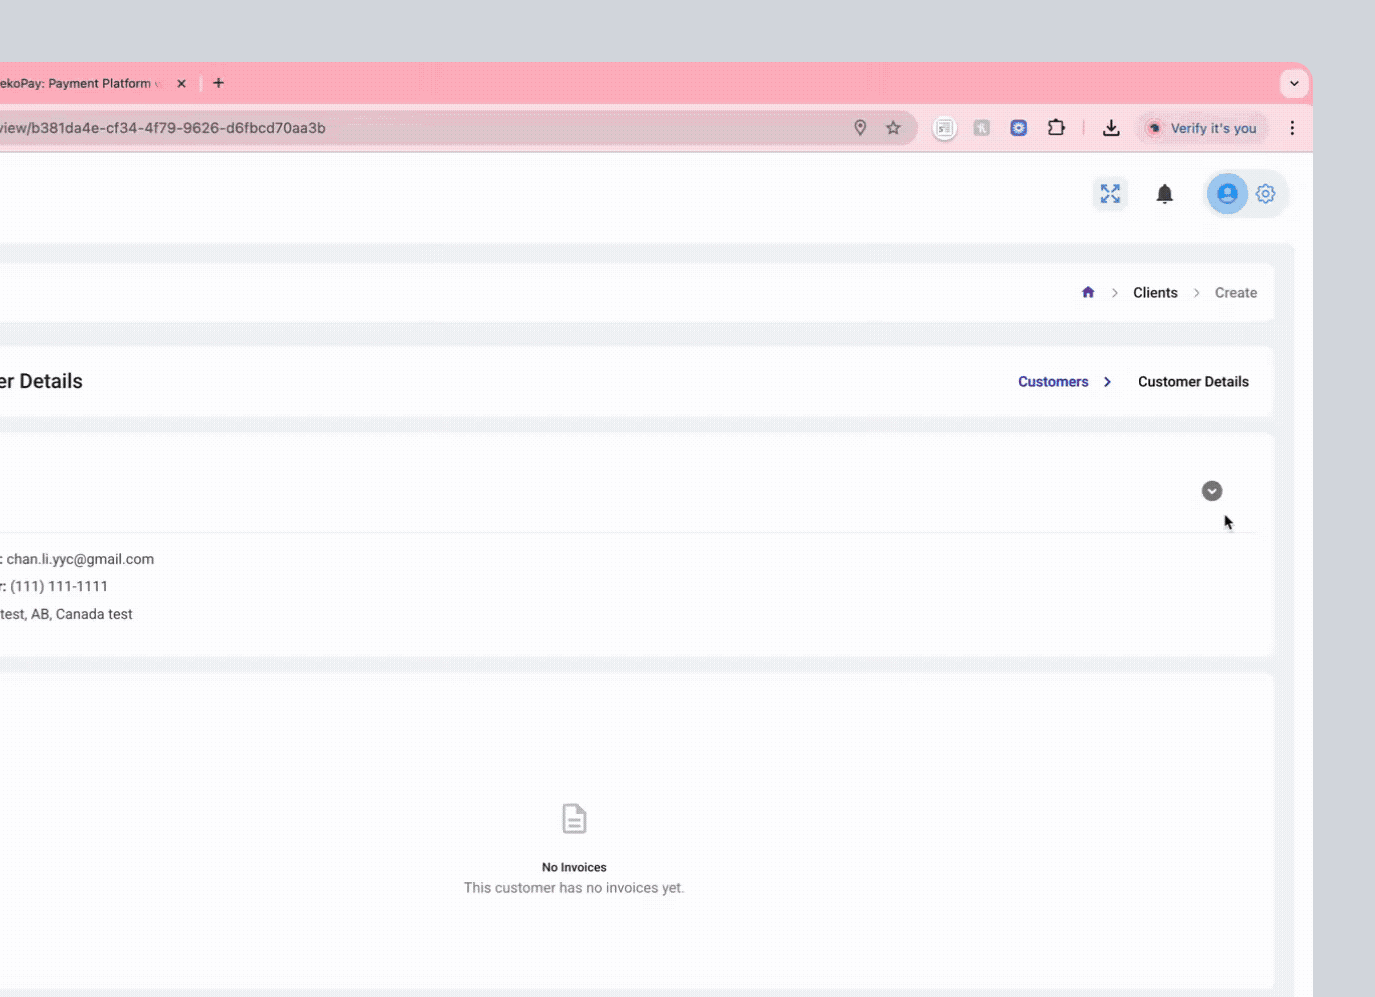 ekoPay: Payment Platform
view/b381da4e-cf34-4f79-9626-d6fbcd70aa3b
Verify it's you
Clients
Create
er Details
Customers
Customer Details
: chan.li.yyc@gmail.com
r: (111) 111-1111
test, AB, Canada test
No Invoices
This customer has no invoices yet.